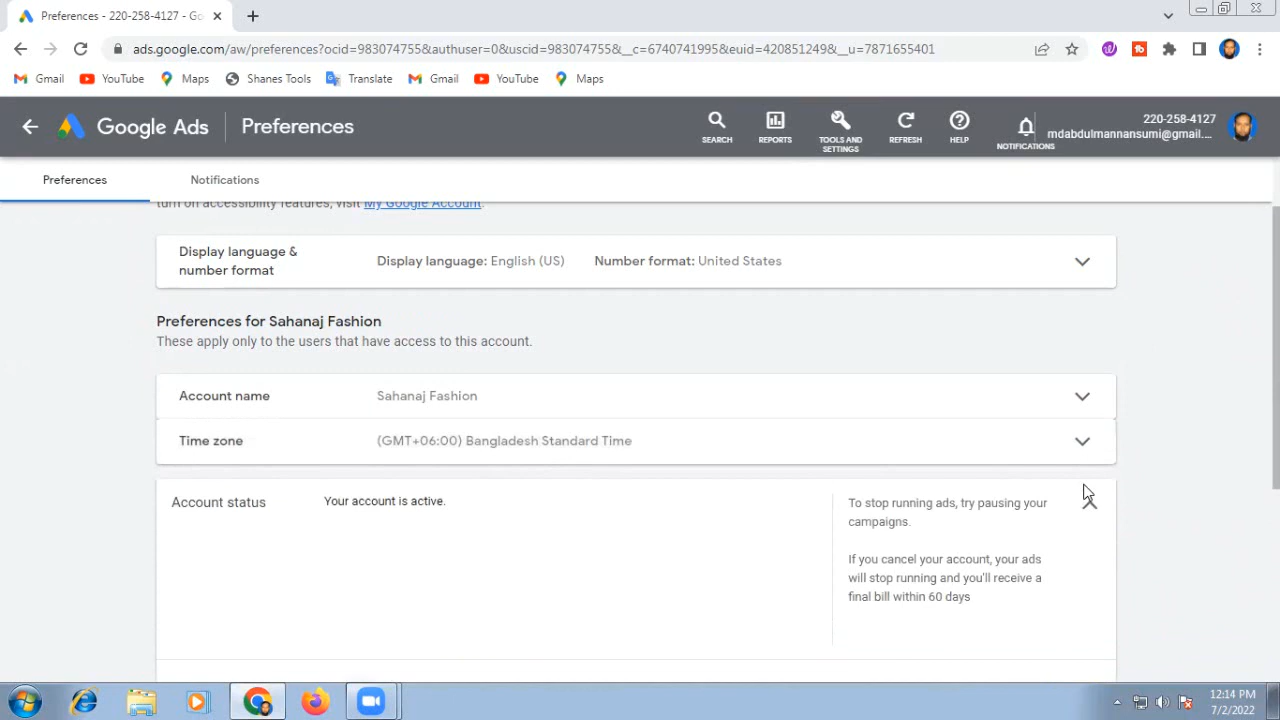 Preferences - 220-258-4127 - Go
ads.google.com/aw/preferences?ocid=983074755&authuser=0&uscid=983074755&__c=6740741995&euid=420851249&__u=7871655401
Gmail YouTube Maps Shanes Tools Translate Gmail YouTube Maps
Google Ads Preferences
SEARCH REPORTS TOOLS AND SETTINGS REFRESH HELP NOTIFICATIONS
220-258-4127
mdabdulmannansumi@gmail....
Preferences Notifications
turn on accessibility features, visit My Google Account.
Display language & number format
Display language: English (US) Number format: United States
Preferences for Sahanaj Fashion
These apply only to the users that have access to this account.
Account name Sahanaj Fashion
Time zone (GMT+06:00) Bangladesh Standard Time
Account status Your account is active.
To stop running ads, try pausing your
campaigns.
If you cancel your account, your ads
will stop running and you'll receive a
final bill within 60 days
12:14 PM
7/2/2022